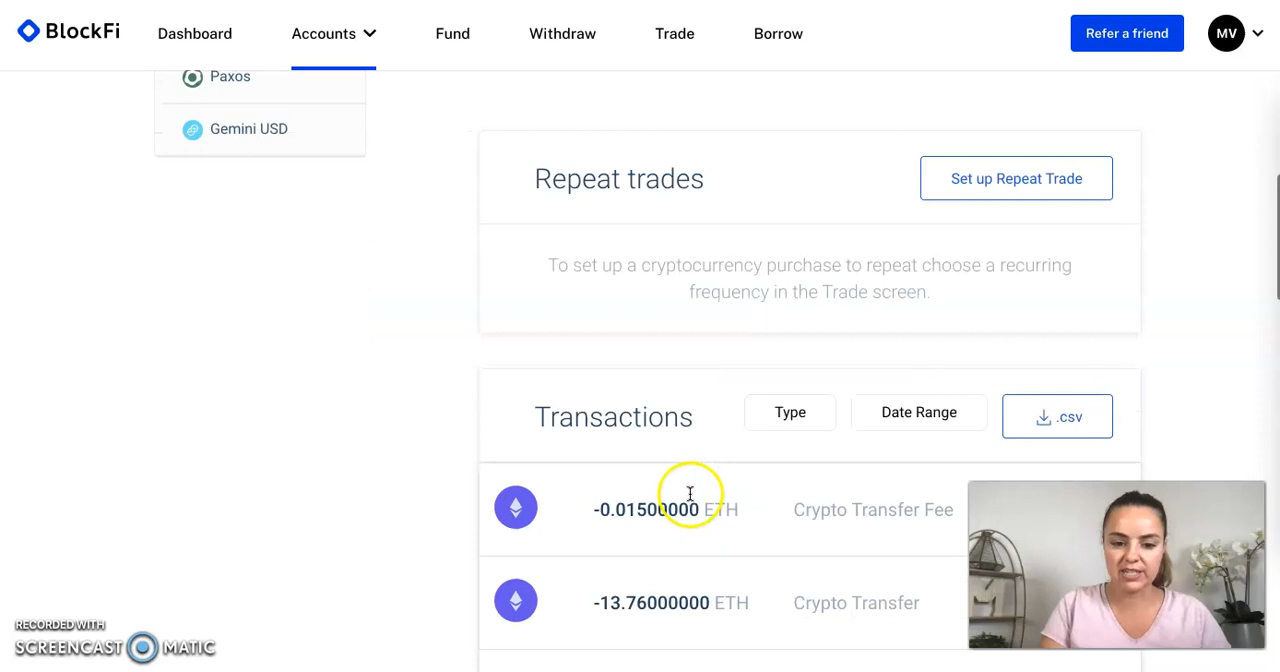 BlockFi Dashboard Accounts Fund Withdraw Trade Borrow Refer a friend MV
Paxos
Gemini USD
Repeat trades Set up Repeat Trade
To set up a cryptocurrency purchase to repeat choose a recurring
frequency in the Trade screen.
Transactions Type Date Range .csv
-0.01500000 ETH Crypto Transfer Fee
-13.76000000 ETH Crypto Transfer
RECORDED WITH
SCREENCAST MATIC